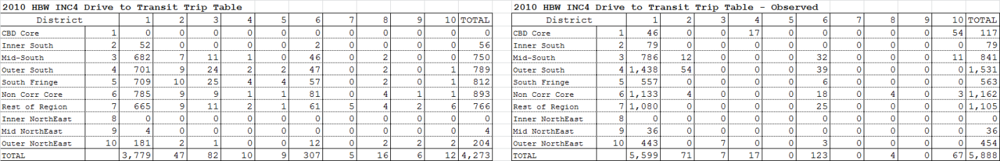 2010 HBW INC4 Drive to Transit Trip Table
District 1 2 3 4 5 6 7 8 9 10 TOTAL
CBD Core 1 0 0 0 0 0 0 0 0 0 0 0
Inner South 2 52 0 0 0 0 2 0 0 0 0 56
Mid-South 3 682 7 11 1 0 46 0 2 0 0 750
Outer South 4 701 9 24 2 2 47 0 2 0 1 789
South Fringe 5 709 10 25 4 4 57 0 2 0 1 812
Non Corr Core 6 785 9 9 1 1 81 0 4 1 1 893
Rest of Region 7 665 9 11 2 1 61 5 4 2 6 766
Inner NorthEast 8 0 0 0 0 0 0 0 0 0 0 0
Mid NorthEast 9 4 0 0 0 0 0 0 0 0 0 4
Outer NorthEast 10 181 2 1 0 0 12 0 2 2 2 204
TOTAL 3,779 47 82 10 9 307 5 16 6 12 4,273
2010 HBW INC4 Drive to Transit Trip Table - Observed
District 1 2 3 4 5 6 7 8 9 10 TOTAL
CBD Core 1 46 0 0 17 0 0 0 0 0 54 117
Inner South 2 79 0 0 0 0 0 0 0 0 0 79
Mid-South 3 786 12 0 0 0 32 0 0 0 11 841
Outer South 4 1,438 54 0 0 0 39 0 0 0 0 1,531
South Fringe 5 557 0 0 0 0 6 0 0 0 0 563
Non Corr Core 6 1,133 4 0 0 0 18 0 4 0 3 1,162
Rest of Region 7 1,080 0 0 0 0 25 0 0 0 0 1,105
Inner NorthEast 8 0 0 0 0 0 0 0 0 0 0 0
Mid NorthEast 9 36 0 0 0 0 0 0 0 0 0 36
Outer NorthEast 10 443 0 7 0 0 3 0 0 0 0 454
TOTAL 5,599 71 7 17 0 123 0 4 0 67 5,888